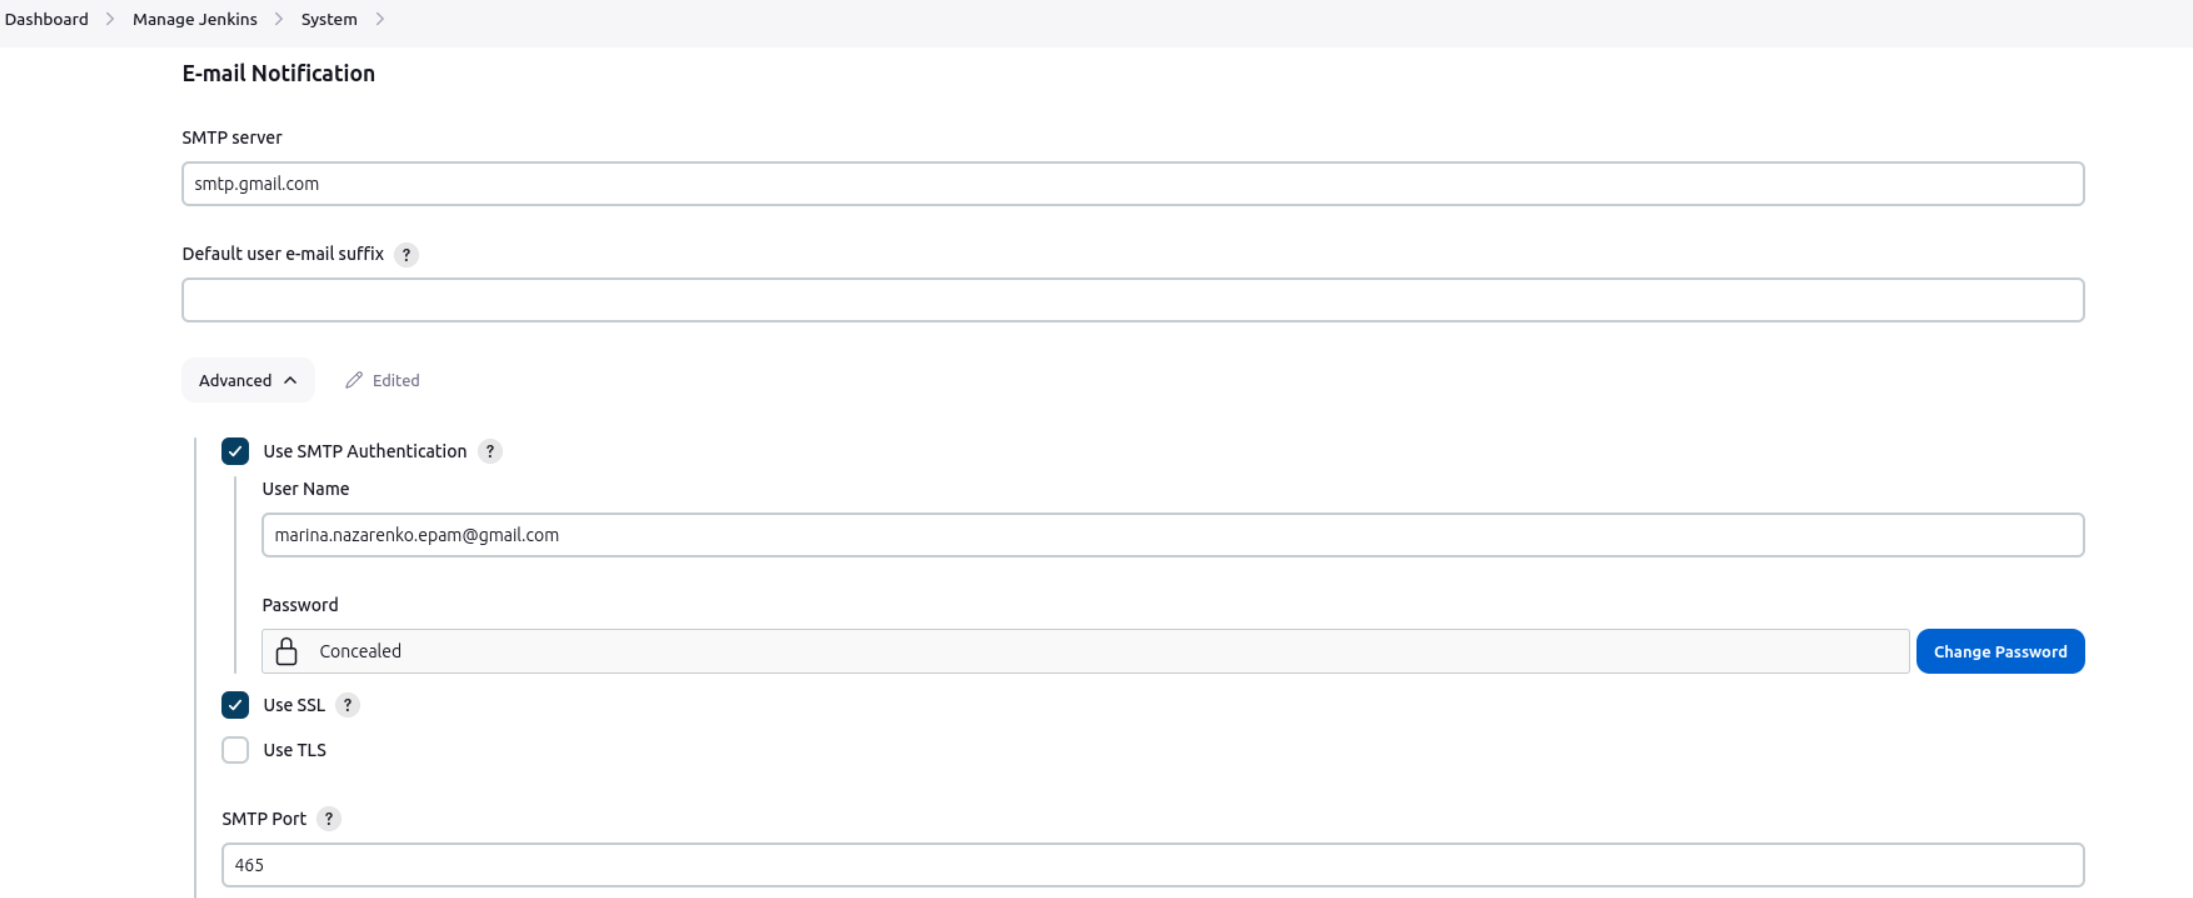 Dashboard > Manage Jenkins > System >
E-mail Notification
SMTP server
smtp.gmail.com
Default user e-mail suffix ?
Advanced Edited
Use SMTP Authentication ?
User Name
marina.nazarenko.epam@gmail.com
Password
Concealed Change Password
Use SSL ?
Use TLS
SMTP Port ?
465